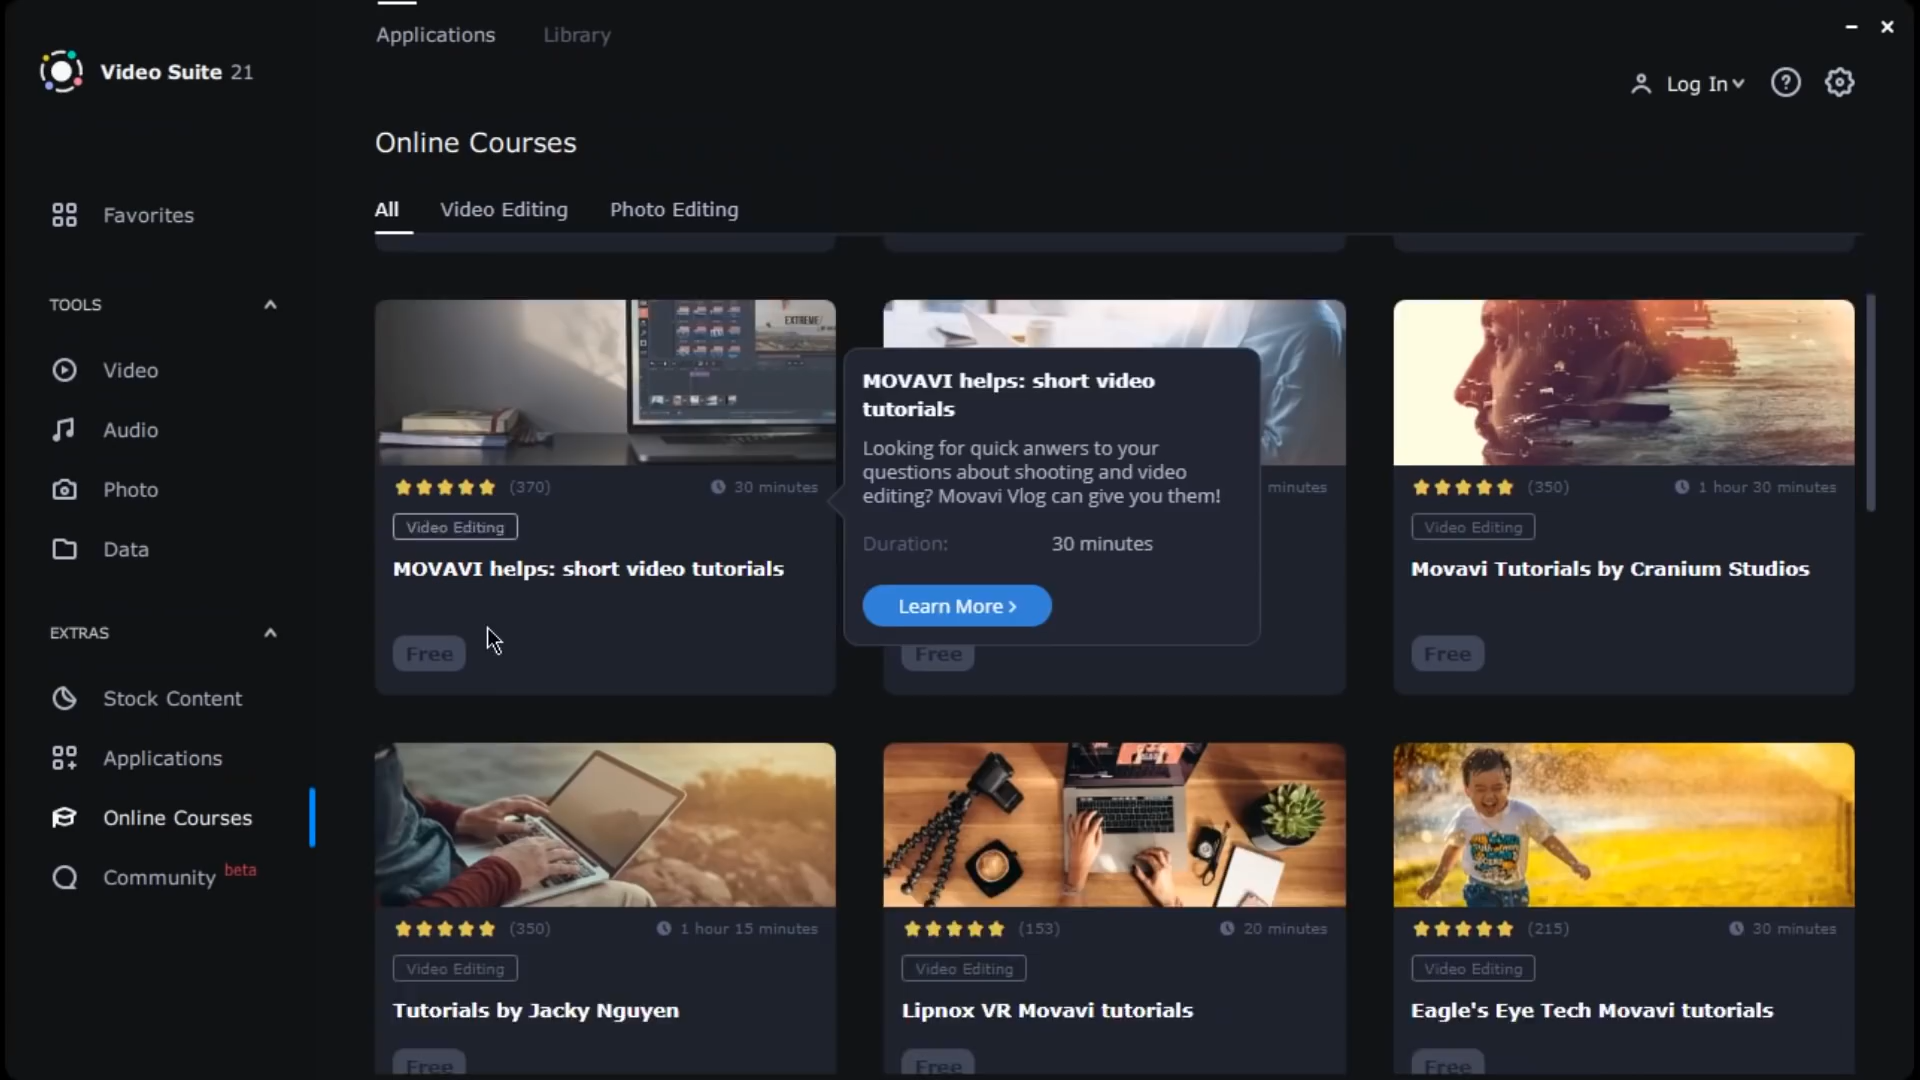 Applications
Library
Video Suite 21
Log In
Online Courses
All
Video Editing
Photo Editing
Favorites
TOOLS
Video
Audio
Photo
Data
EXTRAS
Stock Content
Applications
Online Courses
Community beta
EXTREME
(370)
30 minutes
Video Editing
MOVAVI helps: short video tutorials
Free
MOVAVI helps: short video
tutorials
Looking for quick anwers to your
questions about shooting and video
editing? Movavi Vlog can give you them!
Duration: 30 minutes
Learn More
minutes
Free
(350)
1 hour 30 minutes
Video Editing
Movavi Tutorials by Cranium Studios
Free
(350)
1 hour 15 minutes
Video Editing
Tutorials by Jacky Nguyen
Free
(153)
20 minutes
Video Editing
Lipnox VR Movavi tutorials
Free
(215)
30 minutes
Video Editing
Eagle's Eye Tech Movavi tutorials
Free